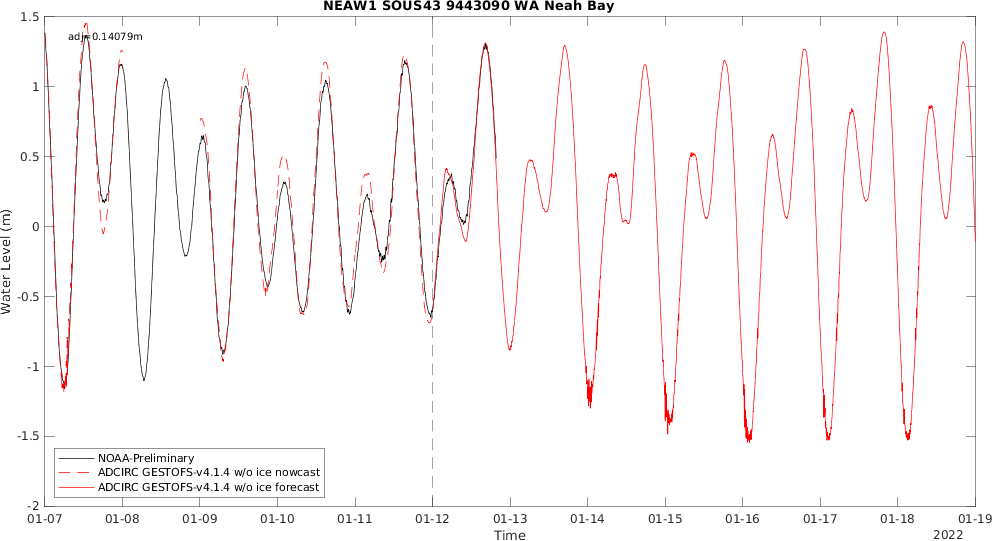 NEAW1 SOUS43 9443090 WA Neah Bay
adj=0.14079m
1.5
1
0.5
0
-0.5
-1
-1.5
-2
Water Level (m)
NOAA-Preliminary
ADCIRC GESTOFS-v4.1.4 w/o ice nowcast
ADCIRC GESTOFS-v4.1.4 w/o ice forecast
01-07 01-08 01-09 01-10 01-11 01-12 01-13 01-14 01-15 01-16 01-17 01-18 01-19
Time
2022